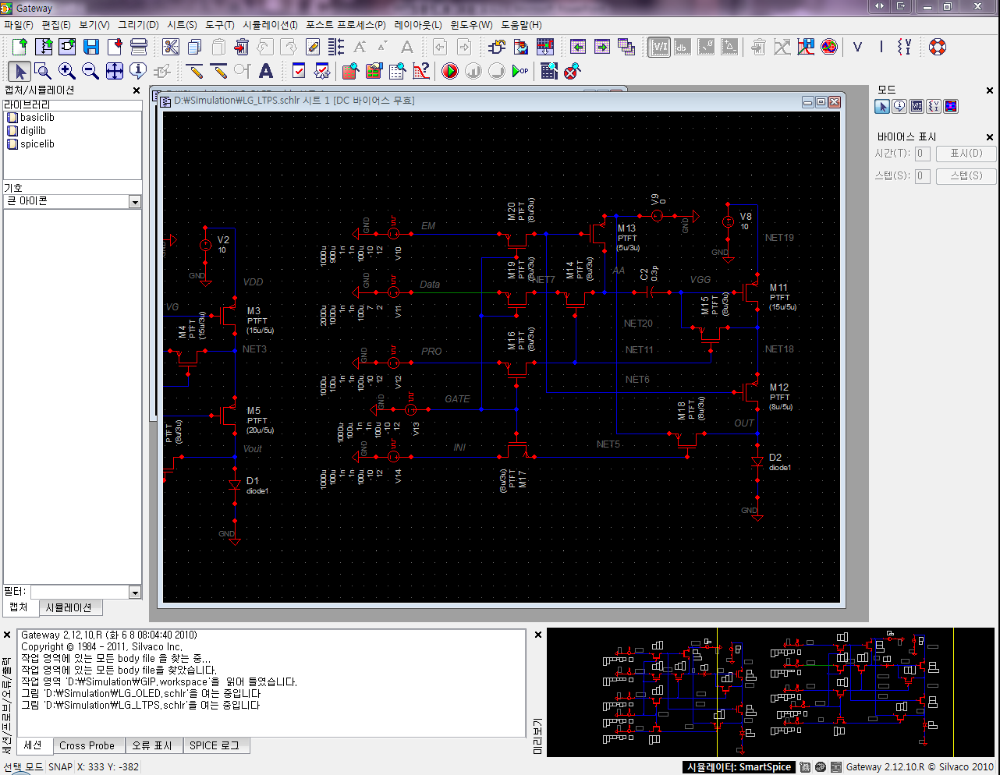 Gateway
파일(F) 편집(E) 보기(V) 그리기(D) 시트(S) 도구(T) 시뮬레이션(I) 포스트 프로세스(P) 레이아웃(L) 윈도우(W) 도움말(H)
캡처/시뮬레이션
라이브러리
basiclib
digilib
spicelib
기호
큰 아이콘
필터:
캡처 시뮬레이션
D:₩Simulation₩LG_LTPS.schlr 시트 1 [DC 바이어스 무효]
V2
10
GND
VDD
VG
M3
PTFT
(15u/5u)
M4
PTFT
(15u/3u)
NET3
M5
PTFT
(20u/5u)
PTFT
(8u/3u)
Vout
D1
diode1
GND
GND
EM
1000u
900u
1n
1n
100u
-10
12
V10
GND
Data
2000u
1000u
1n
1n
100u
7
2
V11
GND
PRO
1000u
100u
1n
1n
100u
-10
12
V12
GND
GATE
1000u
100u
1n
1n
100u
-10
12
V13
GND
INI
1000u
100u
1n
1n
100u
-10
12
V14
M20
PTFT
(8u/3u)
M19
PTFT
(8u/3u)
NET7
M14
PTFT
(8u/3u)
M16
PTFT
(8u/3u)
(8u/3u)
PTFT
M17
M13
PTFT
(5u/3u)
AA
V9
0
GND
C2
0.3p
VGG
V8
10
GND
NET19
M11
PTFT
(15u/5u)
M15
PTFT
(8u/3u)
NET20
NET11
NET18
NET6
M12
PTFT
(8u/5u)
M18
PTFT
(8u/3u)
OUT
NET5
D2
diode1
GND
모드
바이어스 표시
시간(T): 0 표시(D)
스텝(S): 0 스텝(S)
세션/프로브/오류/출력
Gateway 2.12.10.R (화 6 8 08:04:40 2010)
Copyright © 1984 - 2011, Silvaco Inc.
작업 영역에 있는 모든 body file 을 찾는 중...
작업 영역에 있는 모든 body file을 찾았습니다.
작업 영역 'D:₩Simulation₩GIP.workspace'을 읽어 들였습니다.
그림 'D:₩Simulation₩LG_OLED.schlr'을 여는 중입니다
그림 'D:₩Simulation₩LG_LTPS.schlr'을 여는 중입니다
세션 Cross Probe 오류 표시 SPICE 로그
미리보기
선택 모드 SNAP X: 333 Y: -382
시뮬레이터: SmartSpice
Gateway 2.12.10.R © Silvaco 2010